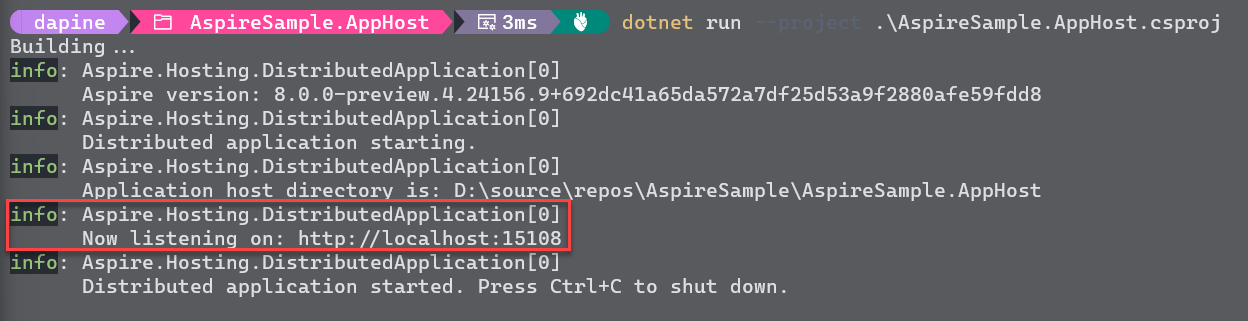 dapine AspireSample.AppHost 3ms dotnet run --project .\AspireSample.AppHost.csproj
Building...
info: Aspire.Hosting.DistributedApplication[0]
Aspire version: 8.0.0-preview.4.24156.9+692dc41a65da572a7df25d53a9f2880afe59fdd8
info: Aspire.Hosting.DistributedApplication[0]
Distributed application starting.
info: Aspire.Hosting.DistributedApplication[0]
Application host directory is: D:\source\repos\AspireSample\AspireSample.AppHost
info: Aspire.Hosting.DistributedApplication[0]
Now listening on: http://localhost:15108
info: Aspire.Hosting.DistributedApplication[0]
Distributed application started. Press Ctrl+C to shut down.